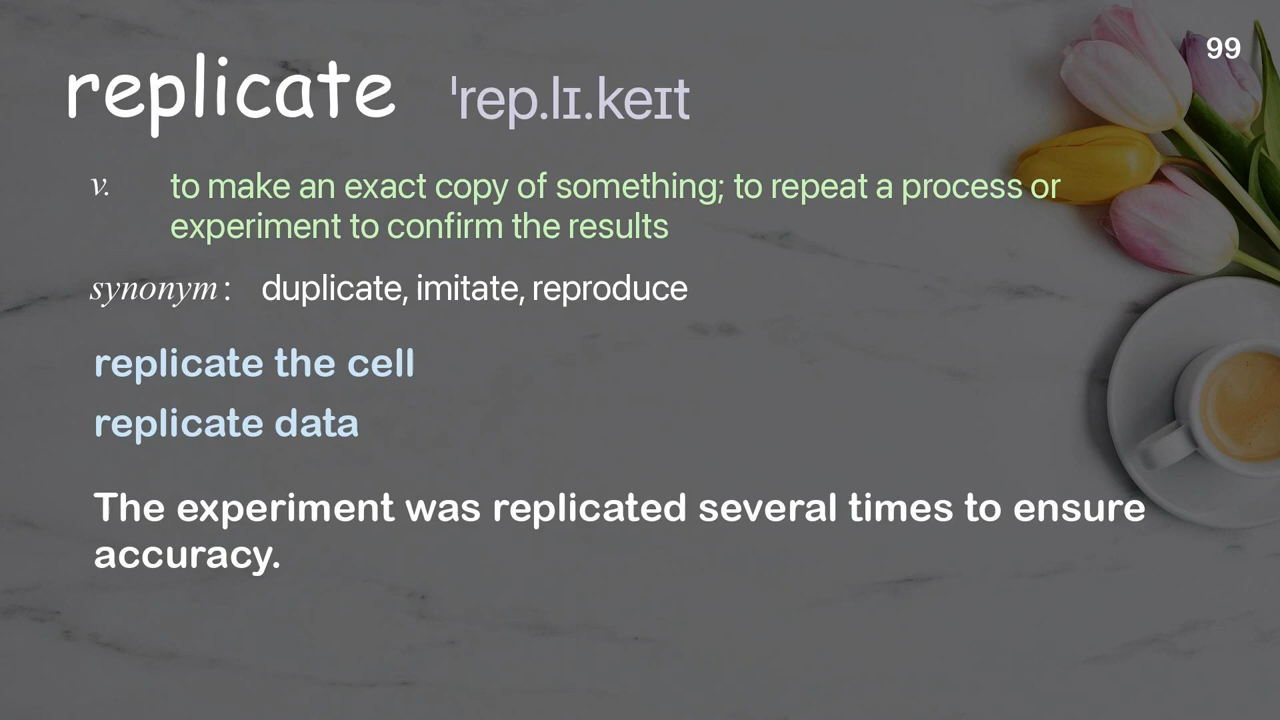 99
replicate ˈrep.lɪ.keɪt
v. to make an exact copy of something; to repeat a process or
experiment to confirm the results
synonym: duplicate, imitate, reproduce
replicate the cell
replicate data
The experiment was replicated several times to ensure
accuracy.